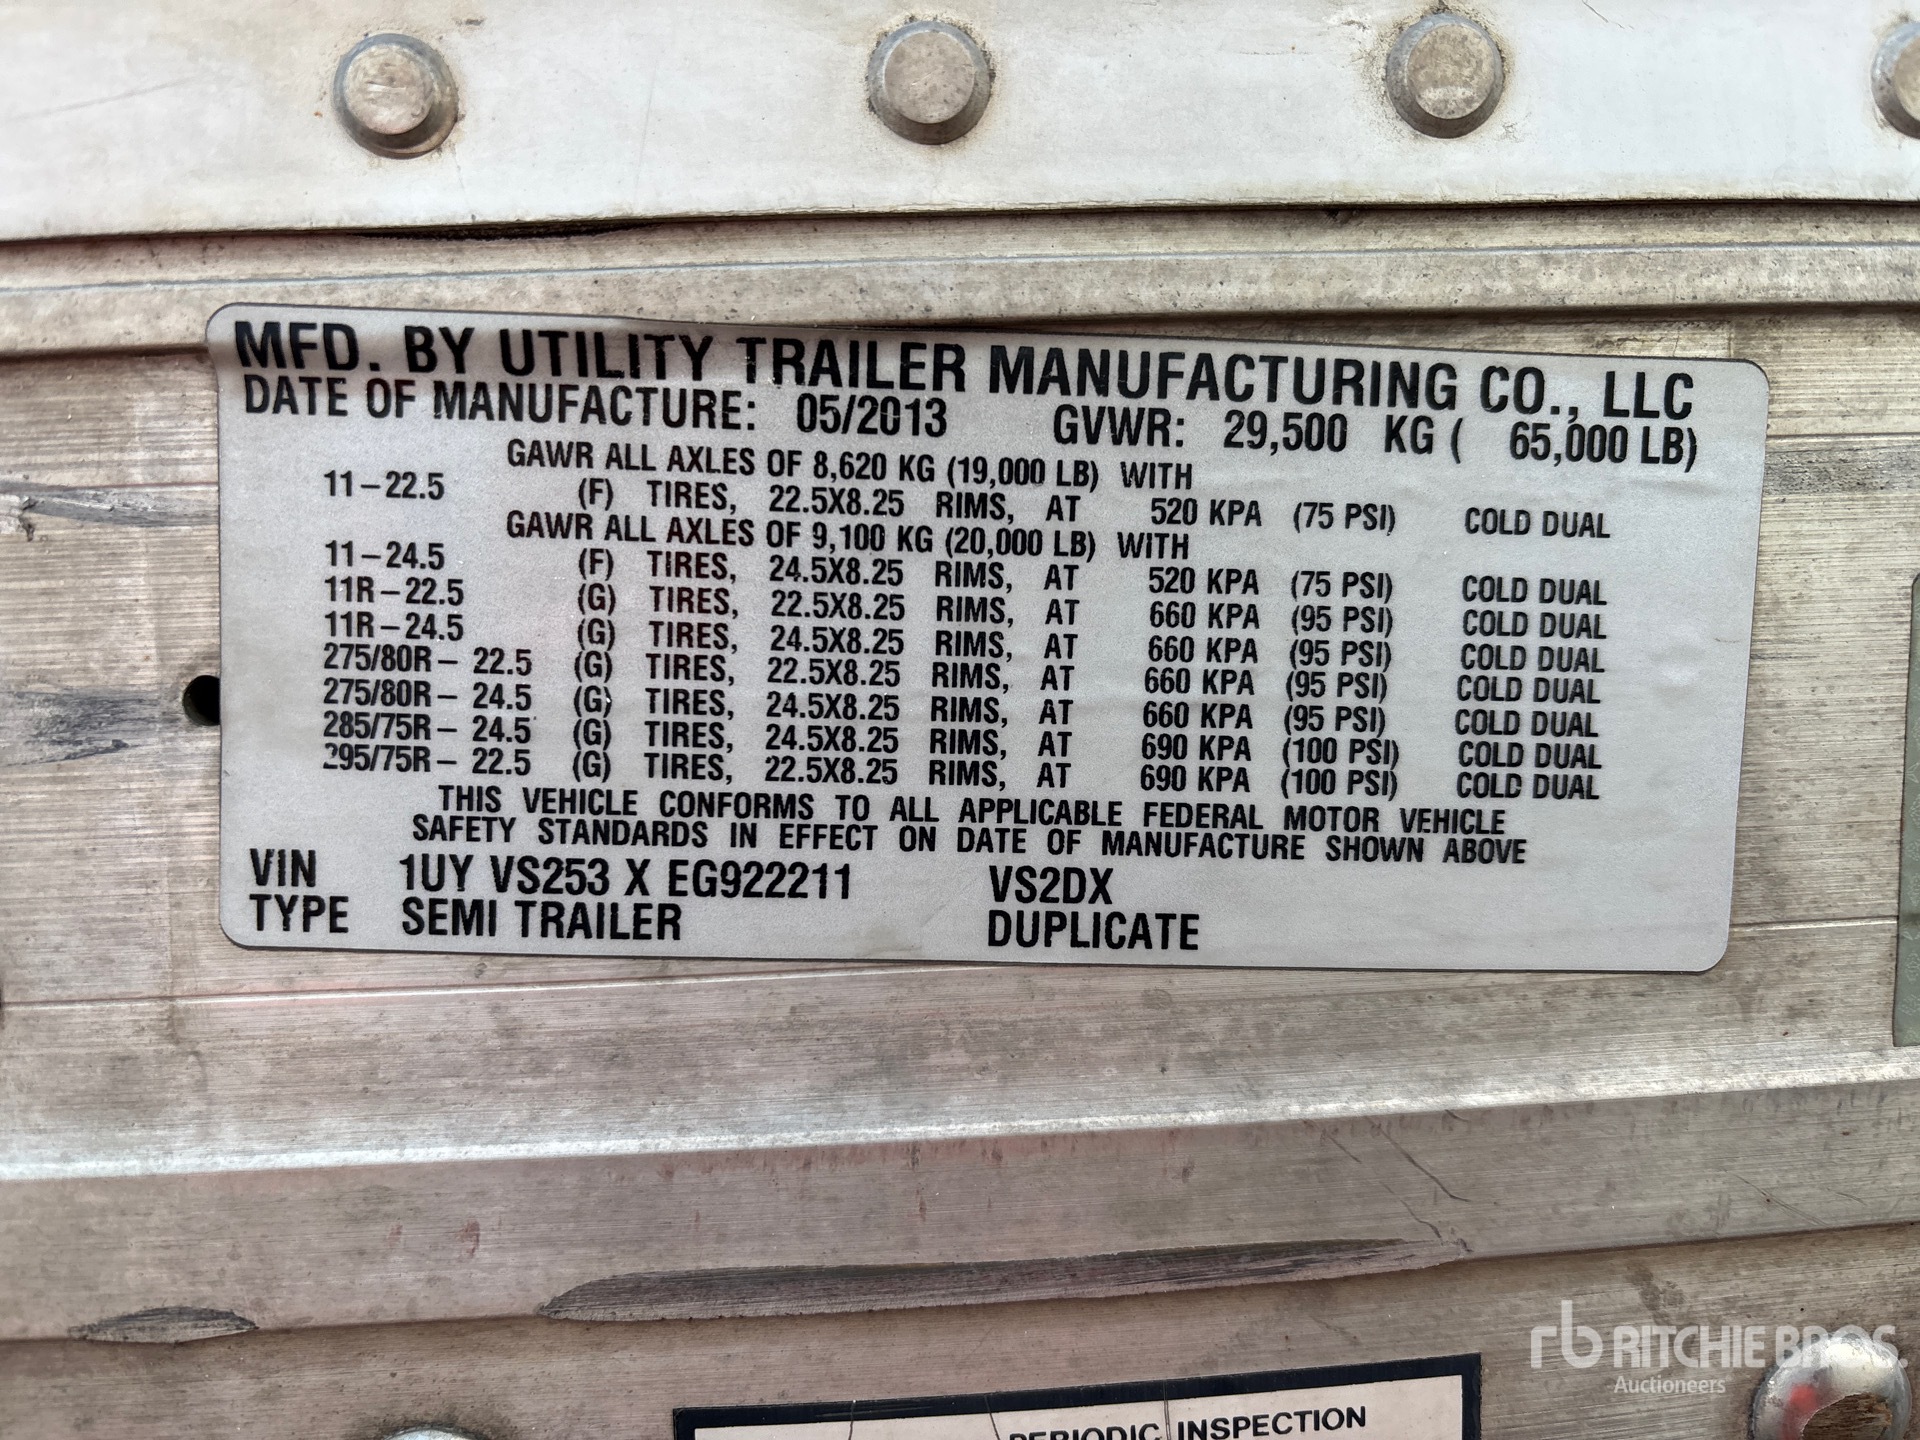 MFD. BY UTILITY TRAILER MANUFACTURING CO., LLC
DATE OF MANUFACTURE: 05/2013 GVWR: 29,500 KG ( 65,000 LB)
GAWR ALL AXLES OF 8,620 KG (19,000 LB) WITH
11-22.5 (F) TIRES, 22.5X8.25 RIMS, AT 520 KPA (75 PSI) COLD DUAL
GAWR ALL AXLES OF 9,100 KG (20,000 LB) WITH
11-24.5 (F) TIRES, 24.5X8.25 RIMS, AT 520 KPA (75 PSI) COLD DUAL
11R-22.5 (G) TIRES, 22.5X8.25 RIMS, AT 660 KPA (95 PSI) COLD DUAL
11R-24.5 (G) TIRES, 24.5X8.25 RIMS, AT 660 KPA (95 PSI) COLD DUAL
275/80R- 22.5 (G) TIRES, 22.5X8.25 RIMS, AT 660 KPA (95 PSI) COLD DUAL
275/80R- 24.5 (G) TIRES, 24.5X8.25 RIMS, AT 660 KPA (95 PSI) COLD DUAL
285/75R- 24.5 (G) TIRES, 24.5X8.25 RIMS, AT 690 KPA (100 PSI) COLD DUAL
295/75R- 22.5 (G) TIRES, 22.5X8.25 RIMS, AT 690 KPA (100 PSI) COLD DUAL
THIS VEHICLE CONFORMS TO ALL APPLICABLE FEDERAL MOTOR VEHICLE
SAFETY STANDARDS IN EFFECT ON DATE OF MANUFACTURE SHOWN ABOVE
VIN 1UY VS253 X EG922211 VS2DX
TYPE SEMI TRAILER DUPLICATE
rb RITCHIE BROS.
Auctioneers
PERIODIC INSPECTION